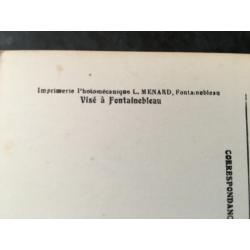 Imprimerie Photomécanique L. MENARD, Fontainebleau
Visé à Fontainebleau
CORRESPONDANC